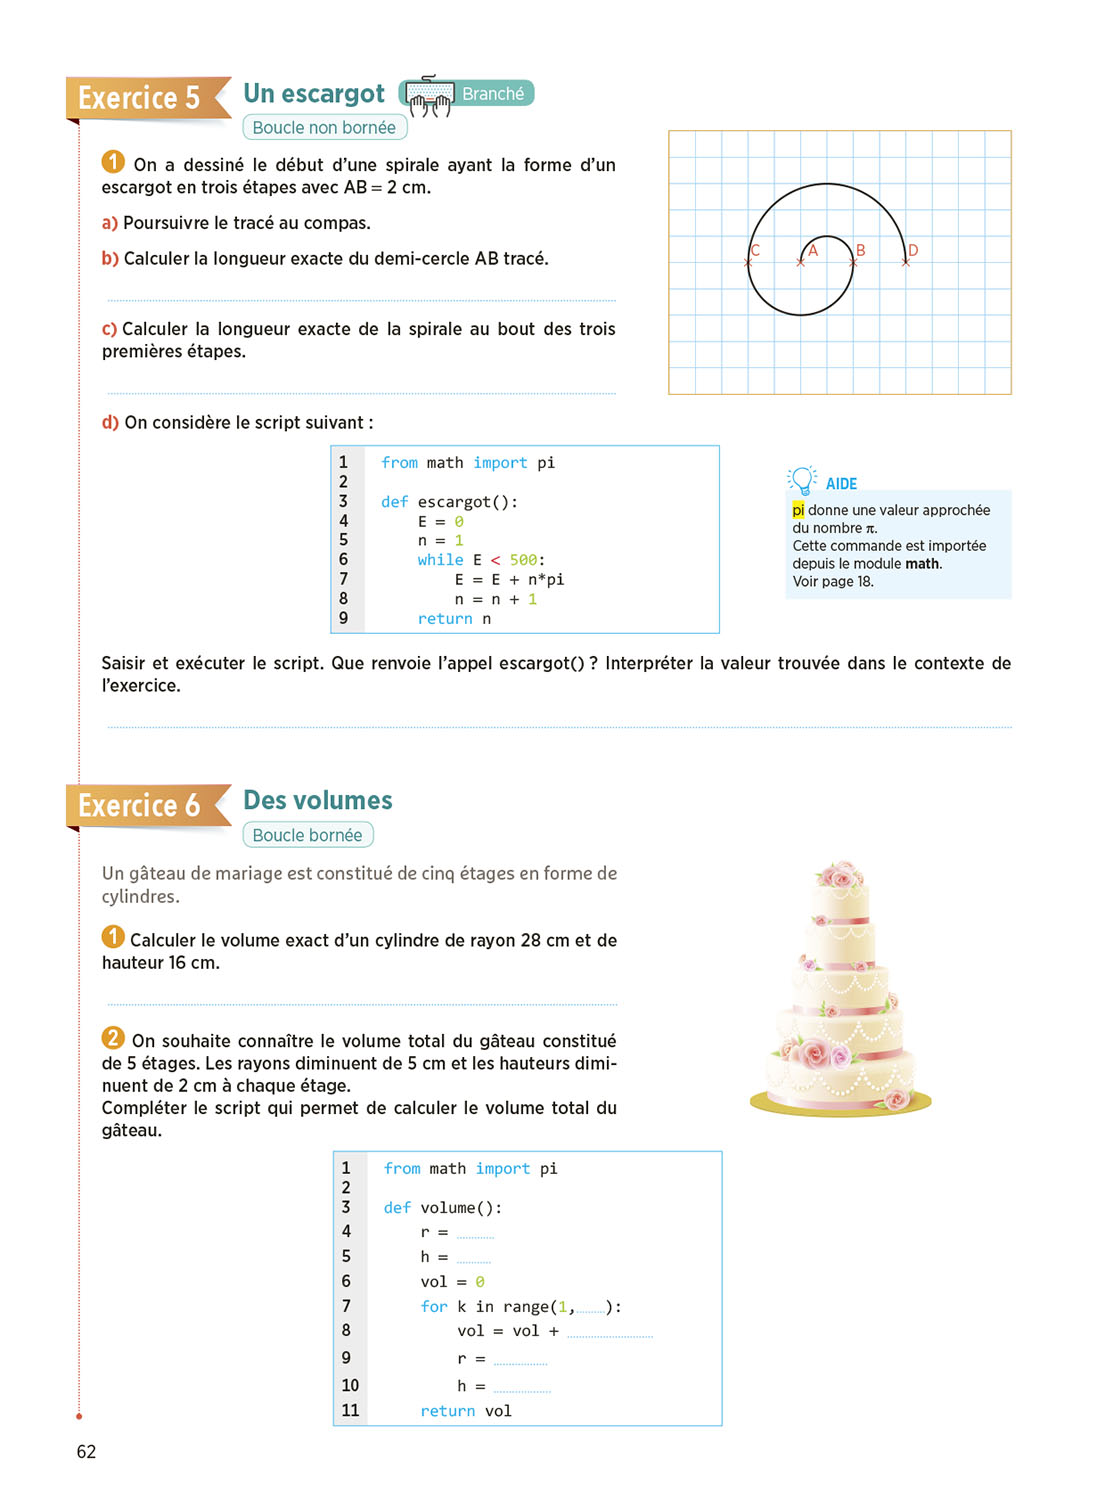 Exercice 5
Un escargot
Branché
Boucle non bornée
1 On a dessiné le début d’une spirale ayant la forme d’un
escargot en trois étapes avec AB = 2 cm.
a) Poursuivre le tracé au compas.
b) Calculer la longueur exacte du demi-cercle AB tracé.
c) Calculer la longueur exacte de la spirale au bout des trois
premières étapes.
C A B D
d) On considère le script suivant :
1 from math import pi
2
3 def escargot():
4 E = 0
5 n = 1
6 while E < 500:
7 E = E + n*pi
8 n = n + 1
9 return n
AIDE
pi donne une valeur approchée
du nombre π.
Cette commande est importée
depuis le module math.
Voir page 18.
Saisir et exécuter le script. Que renvoie l’appel escargot() ? Interpréter la valeur trouvée dans le contexte de
l’exercice.
Exercice 6
Des volumes
Boucle bornée
Un gâteau de mariage est constitué de cinq étages en forme de
cylindres.
1 Calculer le volume exact d’un cylindre de rayon 28 cm et de
hauteur 16 cm.
2 On souhaite connaître le volume total du gâteau constitué
de 5 étages. Les rayons diminuent de 5 cm et les hauteurs dimi-
nuent de 2 cm à chaque étage.
Compléter le script qui permet de calculer le volume total du
gâteau.
1 from math import pi
2
3 def volume():
4 r = ............
5 h = ...........
6 vol = 0
7 for k in range(1,.........):
8 vol = vol + ............................
9 r = ..................
10 h = ...................
11 return vol
62